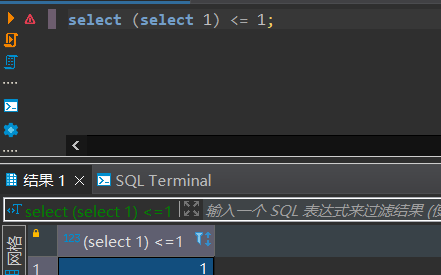 select (select 1) <= 1;
结果 1
SQL Terminal
select (select 1) <=1
输入一个 SQL 表达式来过滤结果 (使
网格
123 (select 1) <=1
1
1